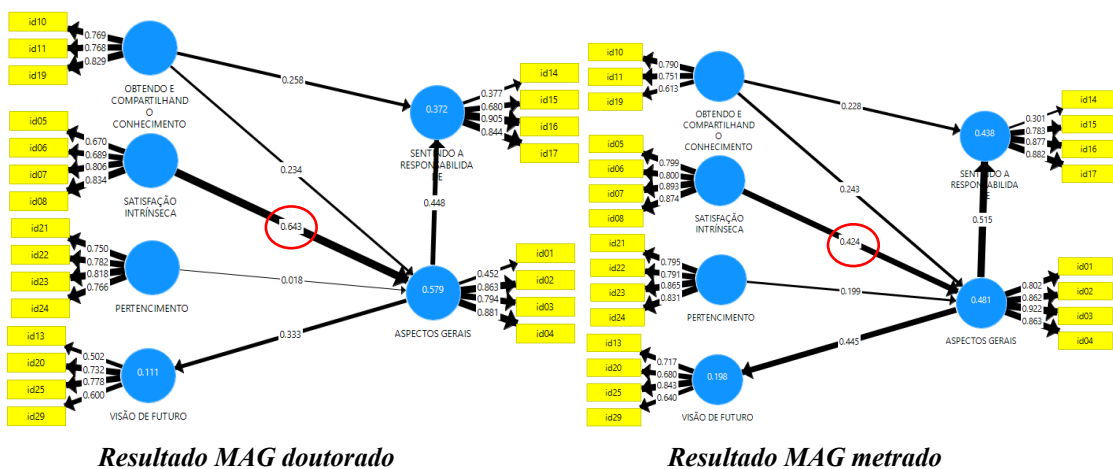 id10
id11
id19
0.769
0.768
0.829
OBTENDO E
COMPARTILHAND
O
CONHECIMENTO
0.258
0.234
id05
id06
id07
id08
0.670
0.689
0.806
0.834
SATISFAÇÃO
INTRÍNSECA
0.643
id21
id22
id23
id24
0.750
0.782
0.818
0.766
PERTENCIMENTO
0.018
id13
id20
id25
id29
0.502
0.732
0.778
0.600
0.111
VISÃO DE FUTURO
0.333
0.372
SENTINDO A
RESPONSABILIDA
DE
0.377
0.680
0.905
0.844
id14
id15
id16
id17
0.448
0.579
ASPECTOS GERAIS
0.452
0.863
0.794
0.881
id01
id02
id03
id04
Resultado MAG doutorado
id10
id11
id19
0.790
0.751
0.613
OBTENDO E
COMPARTILHAND
O
CONHECIMENTO
0.228
0.243
id05
id06
id07
id08
0.799
0.800
0.893
0.874
SATISFAÇÃO
INTRÍNSECA
0.424
id21
id22
id23
id24
0.795
0.791
0.865
0.831
PERTENCIMENTO
0.199
id13
id20
id25
id29
0.717
0.680
0.843
0.640
0.198
VISÃO DE FUTURO
0.445
0.438
SENTINDO A
RESPONSABILIDA
DE
0.301
0.783
0.877
0.882
id14
id15
id16
id17
0.515
0.481
ASPECTOS GERAIS
0.802
0.862
0.922
0.863
id01
id02
id03
id04
Resultado MAG metrado